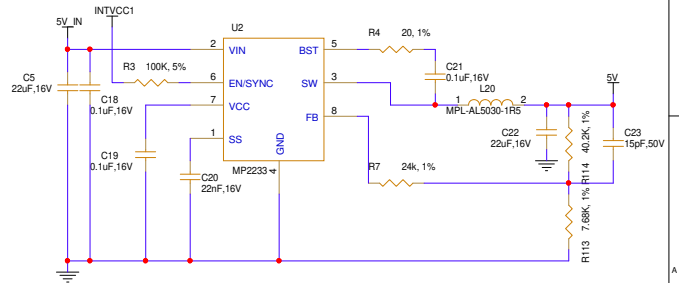 INTVCC1
5V_IN
U2
R4 20, 1%
2 VIN BST 5
C21
0.1uF,16V
R3 100K, 5%
5V
C5
22uF,16V
6 EN/SYNC SW 3
L20
1 2
MPL-AL5030-1R5
C18
0.1uF,16V
7 VCC
FB 8
C22
22uF,16V
R114 40.2K, 1%
C23
15pF,50V
1 SS
GND
C19
0.1uF,16V
MP2233 4
R7 24k, 1%
C20
22nF,16V
R113 7.68K, 1%
A